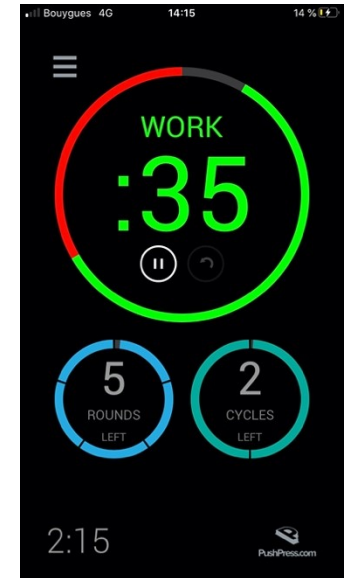 Bouygues 4G 14:15 14 %
WORK
:35
5
ROUNDS
LEFT
2
CYCLES
LEFT
2:15
PushPress.com